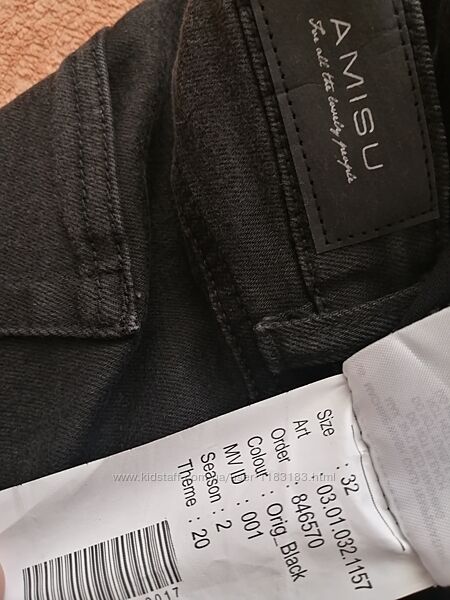 AMISU
For all the lovely people
Size : 32
Art : 03.01.032.1157
Order : 846570
Colour : Orig_Black
MV ID : 001
Season : 2
Theme : 20